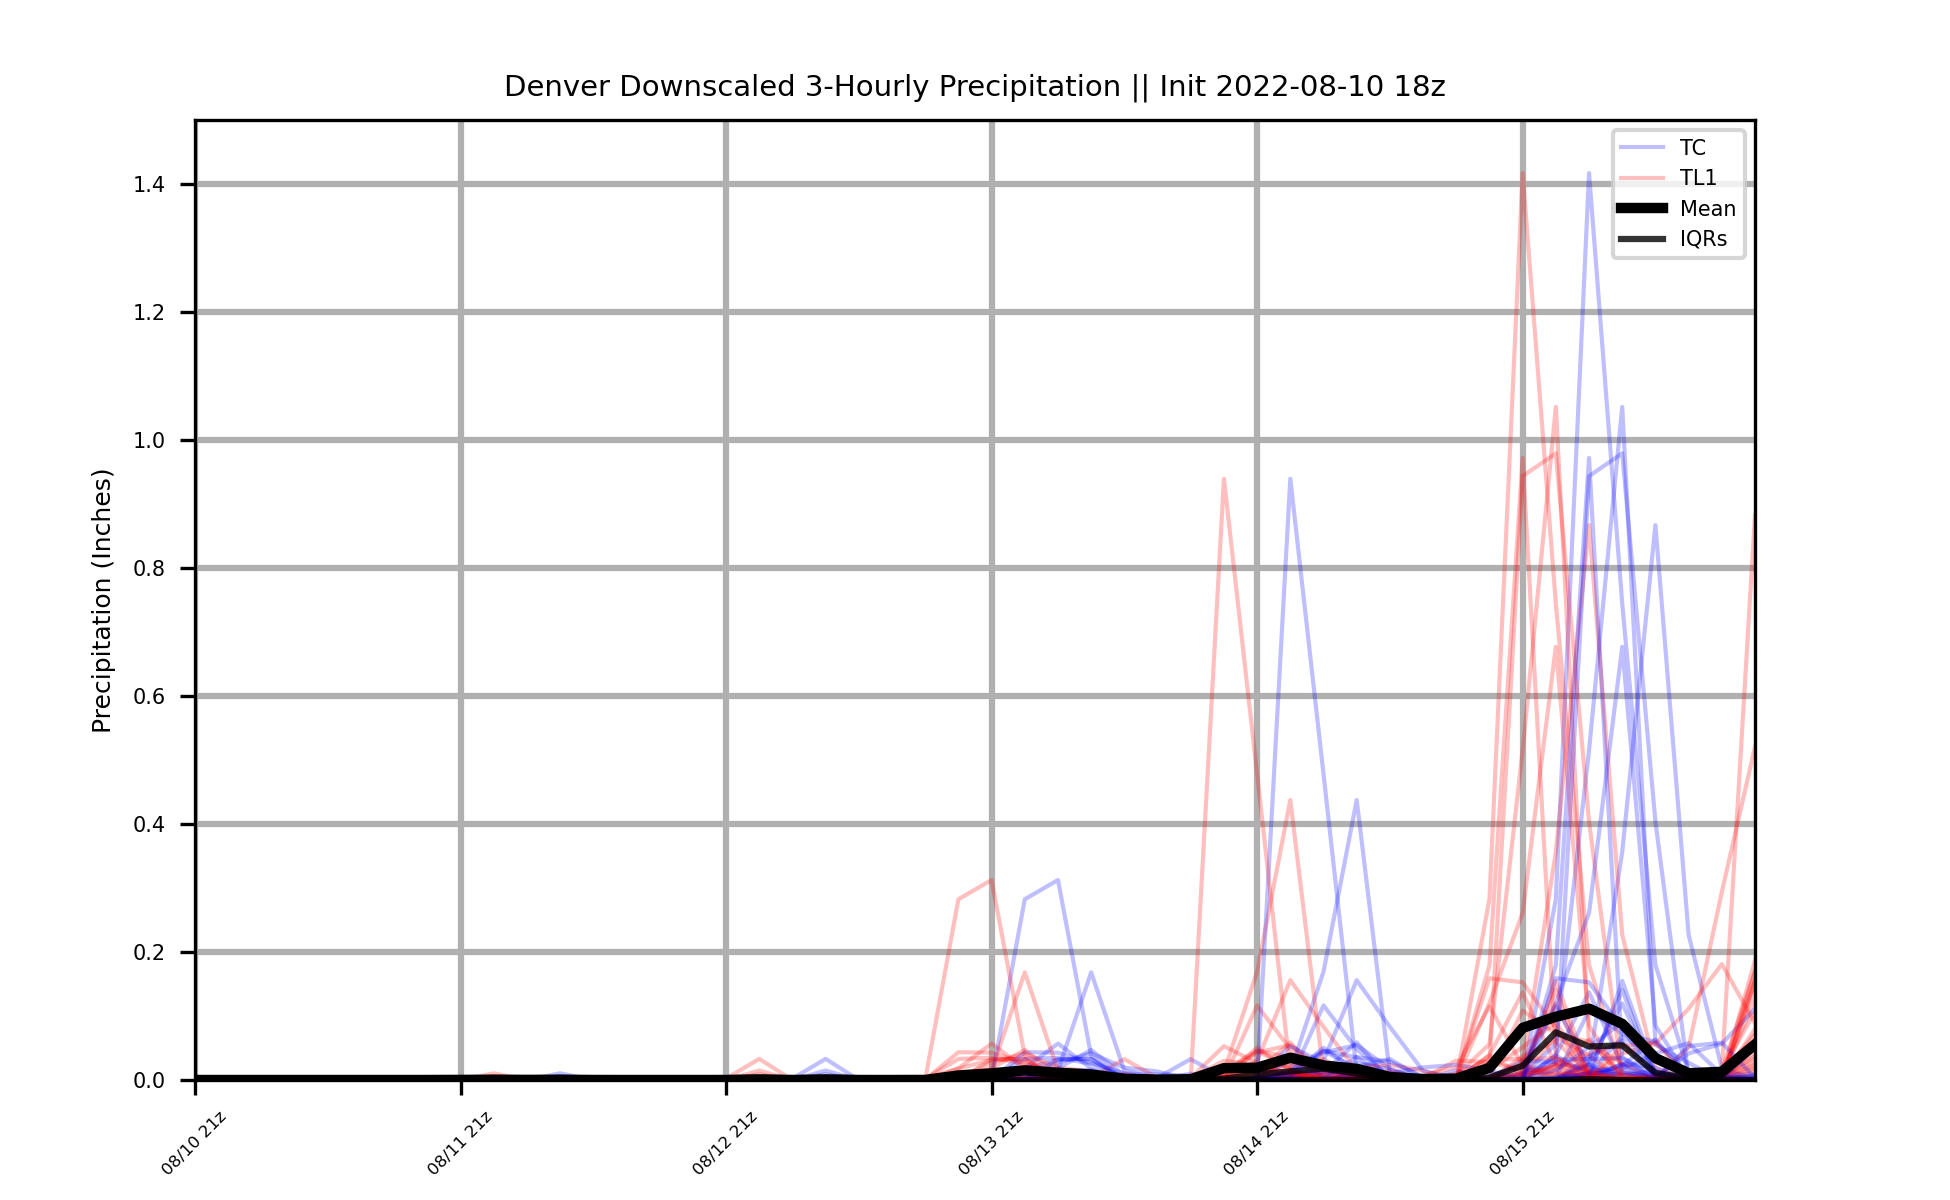 Denver Downscaled 3-Hourly Precipitation || Init 2022-08-10 18z
TC
TL1
Mean
IQRs
Precipitation (Inches)
1.4
1.2
1.0
0.8
0.6
0.4
0.2
0.0
08/10 21z
08/11 21z
08/12 21z
08/13 21z
08/14 21z
08/15 21z